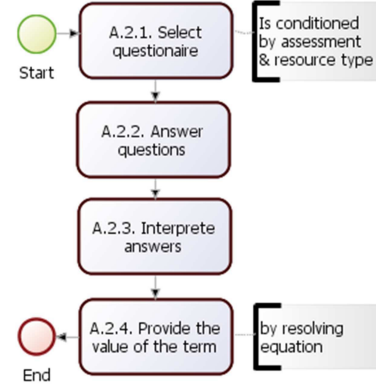 Start
A.2.1. Select
questionaire
Is conditioned
by assessment
& resource type
A.2.2. Answer
questions
A.2.3. Interprete
answers
A.2.4. Provide the
value of the term
by resolving
equation
End